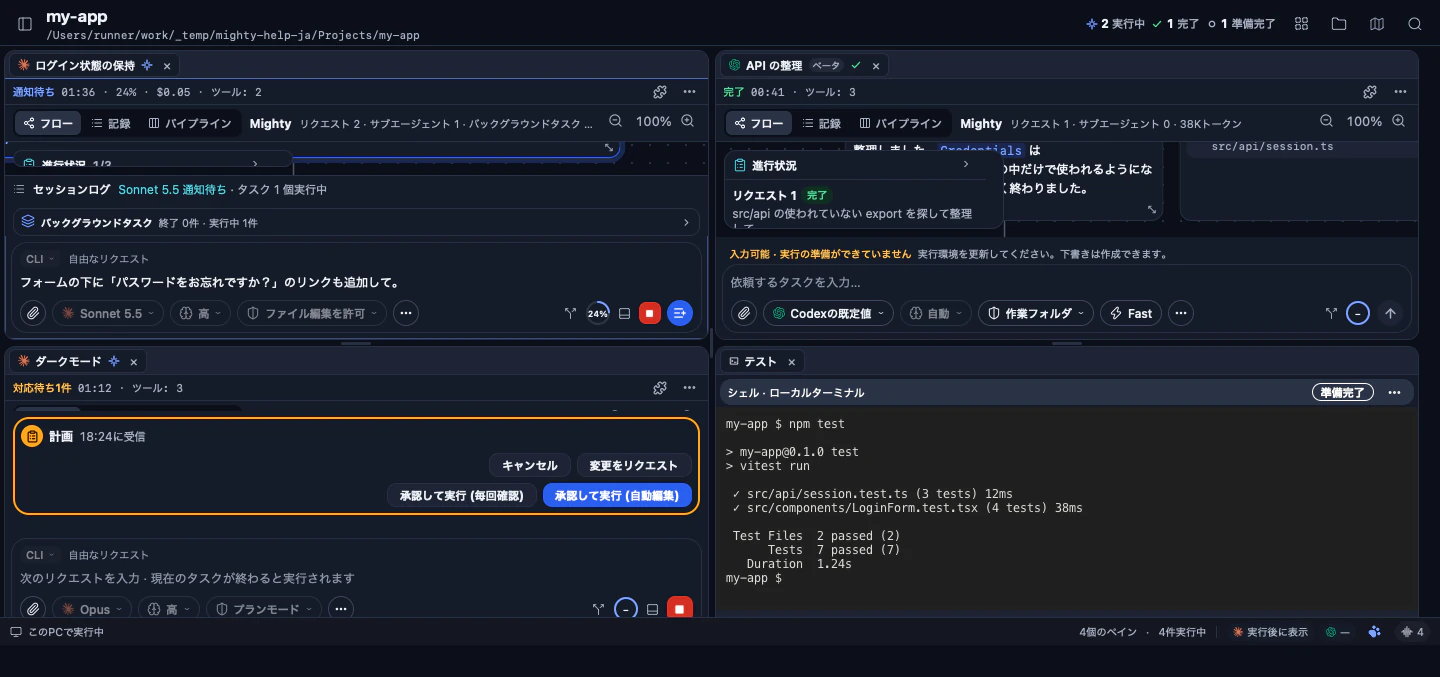 my-app
/Users/runner/work/_temp/mighty-help-ja/Projects/my-app
2 実行中 1 完了 1 準備完了
ログイン状態の保持
通知待ち 01:36 · 24% · $0.05 · ツール: 2
フロー 記録 パイプライン Mighty リクエスト 2 · サブエージェント 1 · バックグラウンドタスク ... 100%
進行状況 1/3
セッションログ Sonnet 5.5 通知待ち · タスク 1 個実行中
バックグラウンドタスク 終了 0件 · 実行中 1件
CLI 自由なリクエスト
フォームの下に「パスワードをお忘れですか？」のリンクも追加して。
Sonnet 5.5 高 ファイル編集を許可 24%
API の整理 ベータ
完了 00:41 · ツール: 3
フロー 記録 パイプライン Mighty リクエスト 1 · サブエージェント 0 · 38Kトークン 100%
整理しました。 Credentials は
の中だけで使われるようにな
く終わりました。
src/api/session.ts
進行状況
リクエスト 1 完了
src/api の使われていない export を探して整理
して
入力可能 · 実行の準備ができていません 実行環境を更新してください。下書きは作成できます。
依頼するタスクを入力...
Codexの既定値 自動 作業フォルダ Fast
ダークモード
対応待ち1件 01:12 · ツール: 3
計画 18:24に受信
キャンセル 変更をリクエスト
承認して実行 (毎回確認) 承認して実行 (自動編集)
CLI 自由なリクエスト
次のリクエストを入力 · 現在のタスクが終わると実行されます
Opus 高 プランモード
テスト
シェル · ローカルターミナル 準備完了
my-app $ npm test
> my-app@0.1.0 test
> vitest run
✓ src/api/session.test.ts (3 tests) 12ms
✓ src/components/LoginForm.test.tsx (4 tests) 38ms
Test Files 2 passed (2)
Tests 7 passed (7)
Duration 1.24s
my-app $
このPCで実行中
4個のペイン · 4件実行中 実行後に表示 — 4